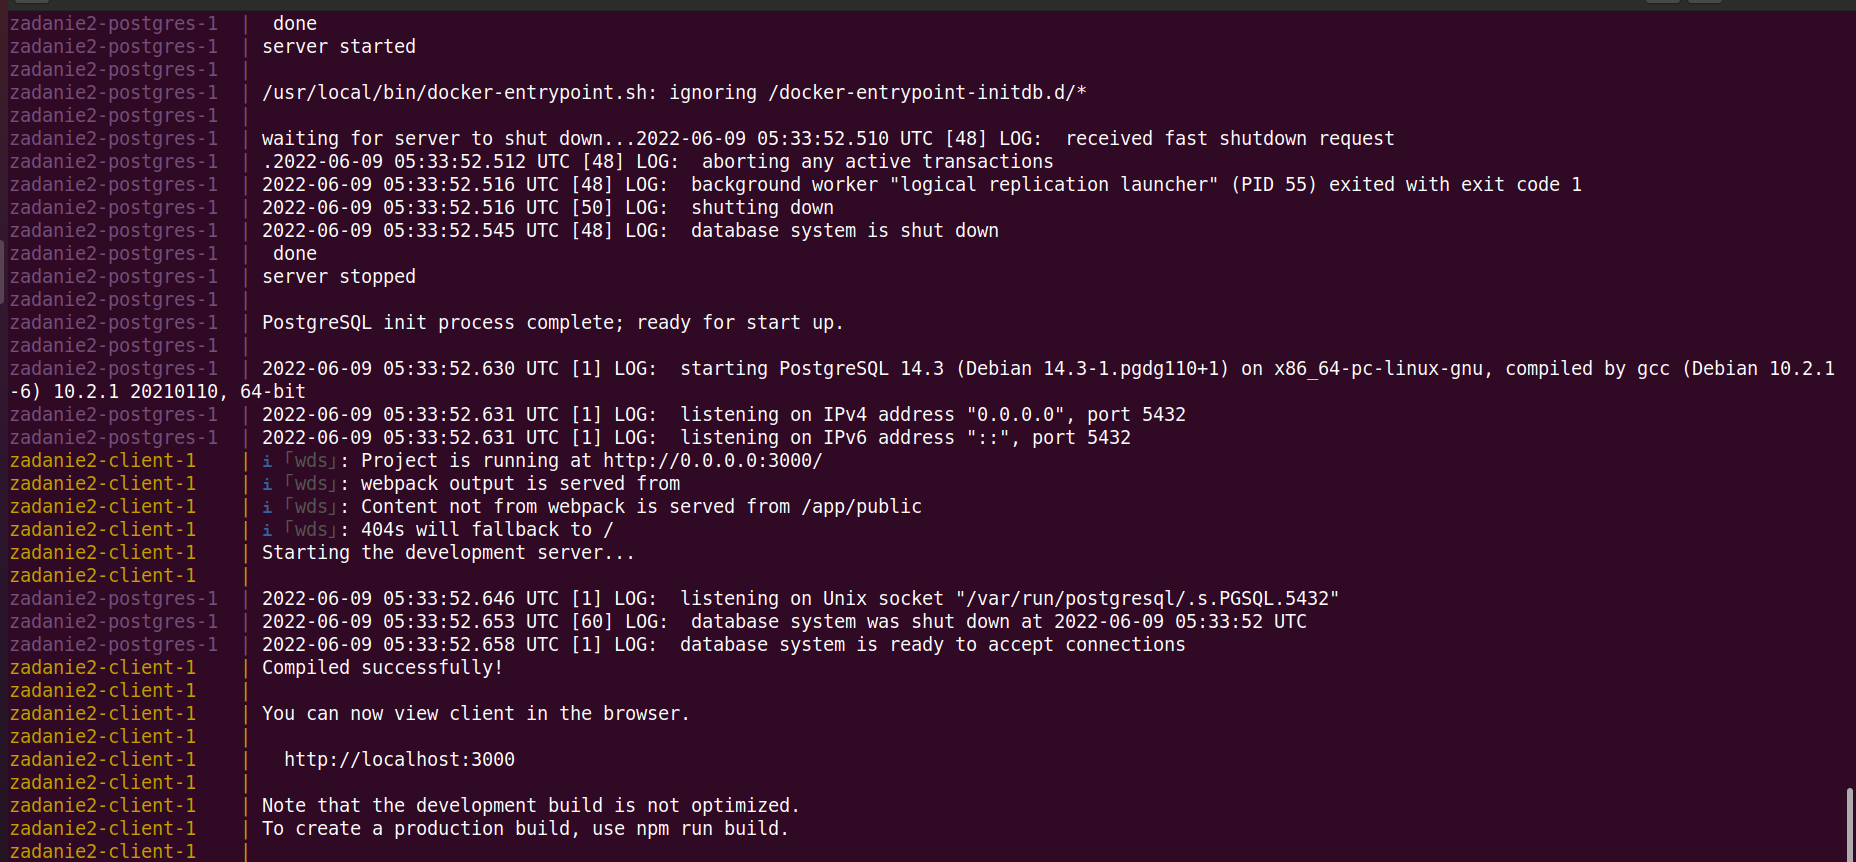 zadanie2-postgres-1  |  done
zadanie2-postgres-1  | server started
zadanie2-postgres-1  |
zadanie2-postgres-1  | /usr/local/bin/docker-entrypoint.sh: ignoring /docker-entrypoint-initdb.d/*
zadanie2-postgres-1  |
zadanie2-postgres-1  | waiting for server to shut down...2022-06-09 05:33:52.510 UTC [48] LOG:  received fast shutdown request
zadanie2-postgres-1  | .2022-06-09 05:33:52.512 UTC [48] LOG:  aborting any active transactions
zadanie2-postgres-1  | 2022-06-09 05:33:52.516 UTC [48] LOG:  background worker "logical replication launcher" (PID 55) exited with exit code 1
zadanie2-postgres-1  | 2022-06-09 05:33:52.516 UTC [50] LOG:  shutting down
zadanie2-postgres-1  | 2022-06-09 05:33:52.545 UTC [48] LOG:  database system is shut down
zadanie2-postgres-1  |  done
zadanie2-postgres-1  | server stopped
zadanie2-postgres-1  |
zadanie2-postgres-1  | PostgreSQL init process complete; ready for start up.
zadanie2-postgres-1  |
zadanie2-postgres-1  | 2022-06-09 05:33:52.630 UTC [1] LOG:  starting PostgreSQL 14.3 (Debian 14.3-1.pgdg110+1) on x86_64-pc-linux-gnu, compiled by gcc (Debian 10.2.1
-6) 10.2.1 20210110, 64-bit
zadanie2-postgres-1  | 2022-06-09 05:33:52.631 UTC [1] LOG:  listening on IPv4 address "0.0.0.0", port 5432
zadanie2-postgres-1  | 2022-06-09 05:33:52.631 UTC [1] LOG:  listening on IPv6 address "::", port 5432
zadanie2-client-1    | ℹ ｢wds｣: Project is running at http://0.0.0.0:3000/
zadanie2-client-1    | ℹ ｢wds｣: webpack output is served from
zadanie2-client-1    | ℹ ｢wds｣: Content not from webpack is served from /app/public
zadanie2-client-1    | ℹ ｢wds｣: 404s will fallback to /
zadanie2-client-1    | Starting the development server...
zadanie2-client-1    |
zadanie2-postgres-1  | 2022-06-09 05:33:52.646 UTC [1] LOG:  listening on Unix socket "/var/run/postgresql/.s.PGSQL.5432"
zadanie2-postgres-1  | 2022-06-09 05:33:52.653 UTC [60] LOG:  database system was shut down at 2022-06-09 05:33:52 UTC
zadanie2-postgres-1  | 2022-06-09 05:33:52.658 UTC [1] LOG:  database system is ready to accept connections
zadanie2-client-1    | Compiled successfully!
zadanie2-client-1    |
zadanie2-client-1    | You can now view client in the browser.
zadanie2-client-1    |
zadanie2-client-1    |   http://localhost:3000
zadanie2-client-1    |
zadanie2-client-1    | Note that the development build is not optimized.
zadanie2-client-1    | To create a production build, use npm run build.
zadanie2-client-1    |